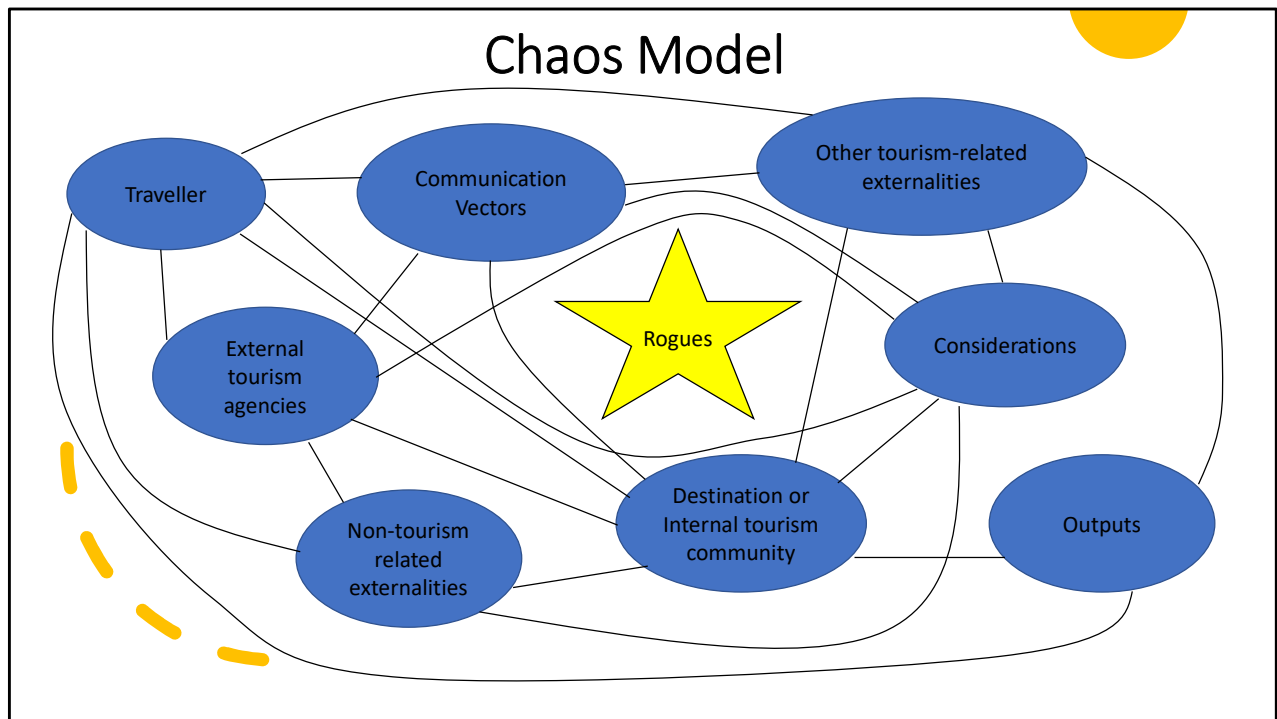 Chaos Model
Traveller
Communication
Vectors
Other tourism-related
externalities
External
tourism
agencies
Rogues
Considerations
Non-tourism
related
externalities
Destination or
Internal tourism
community
Outputs